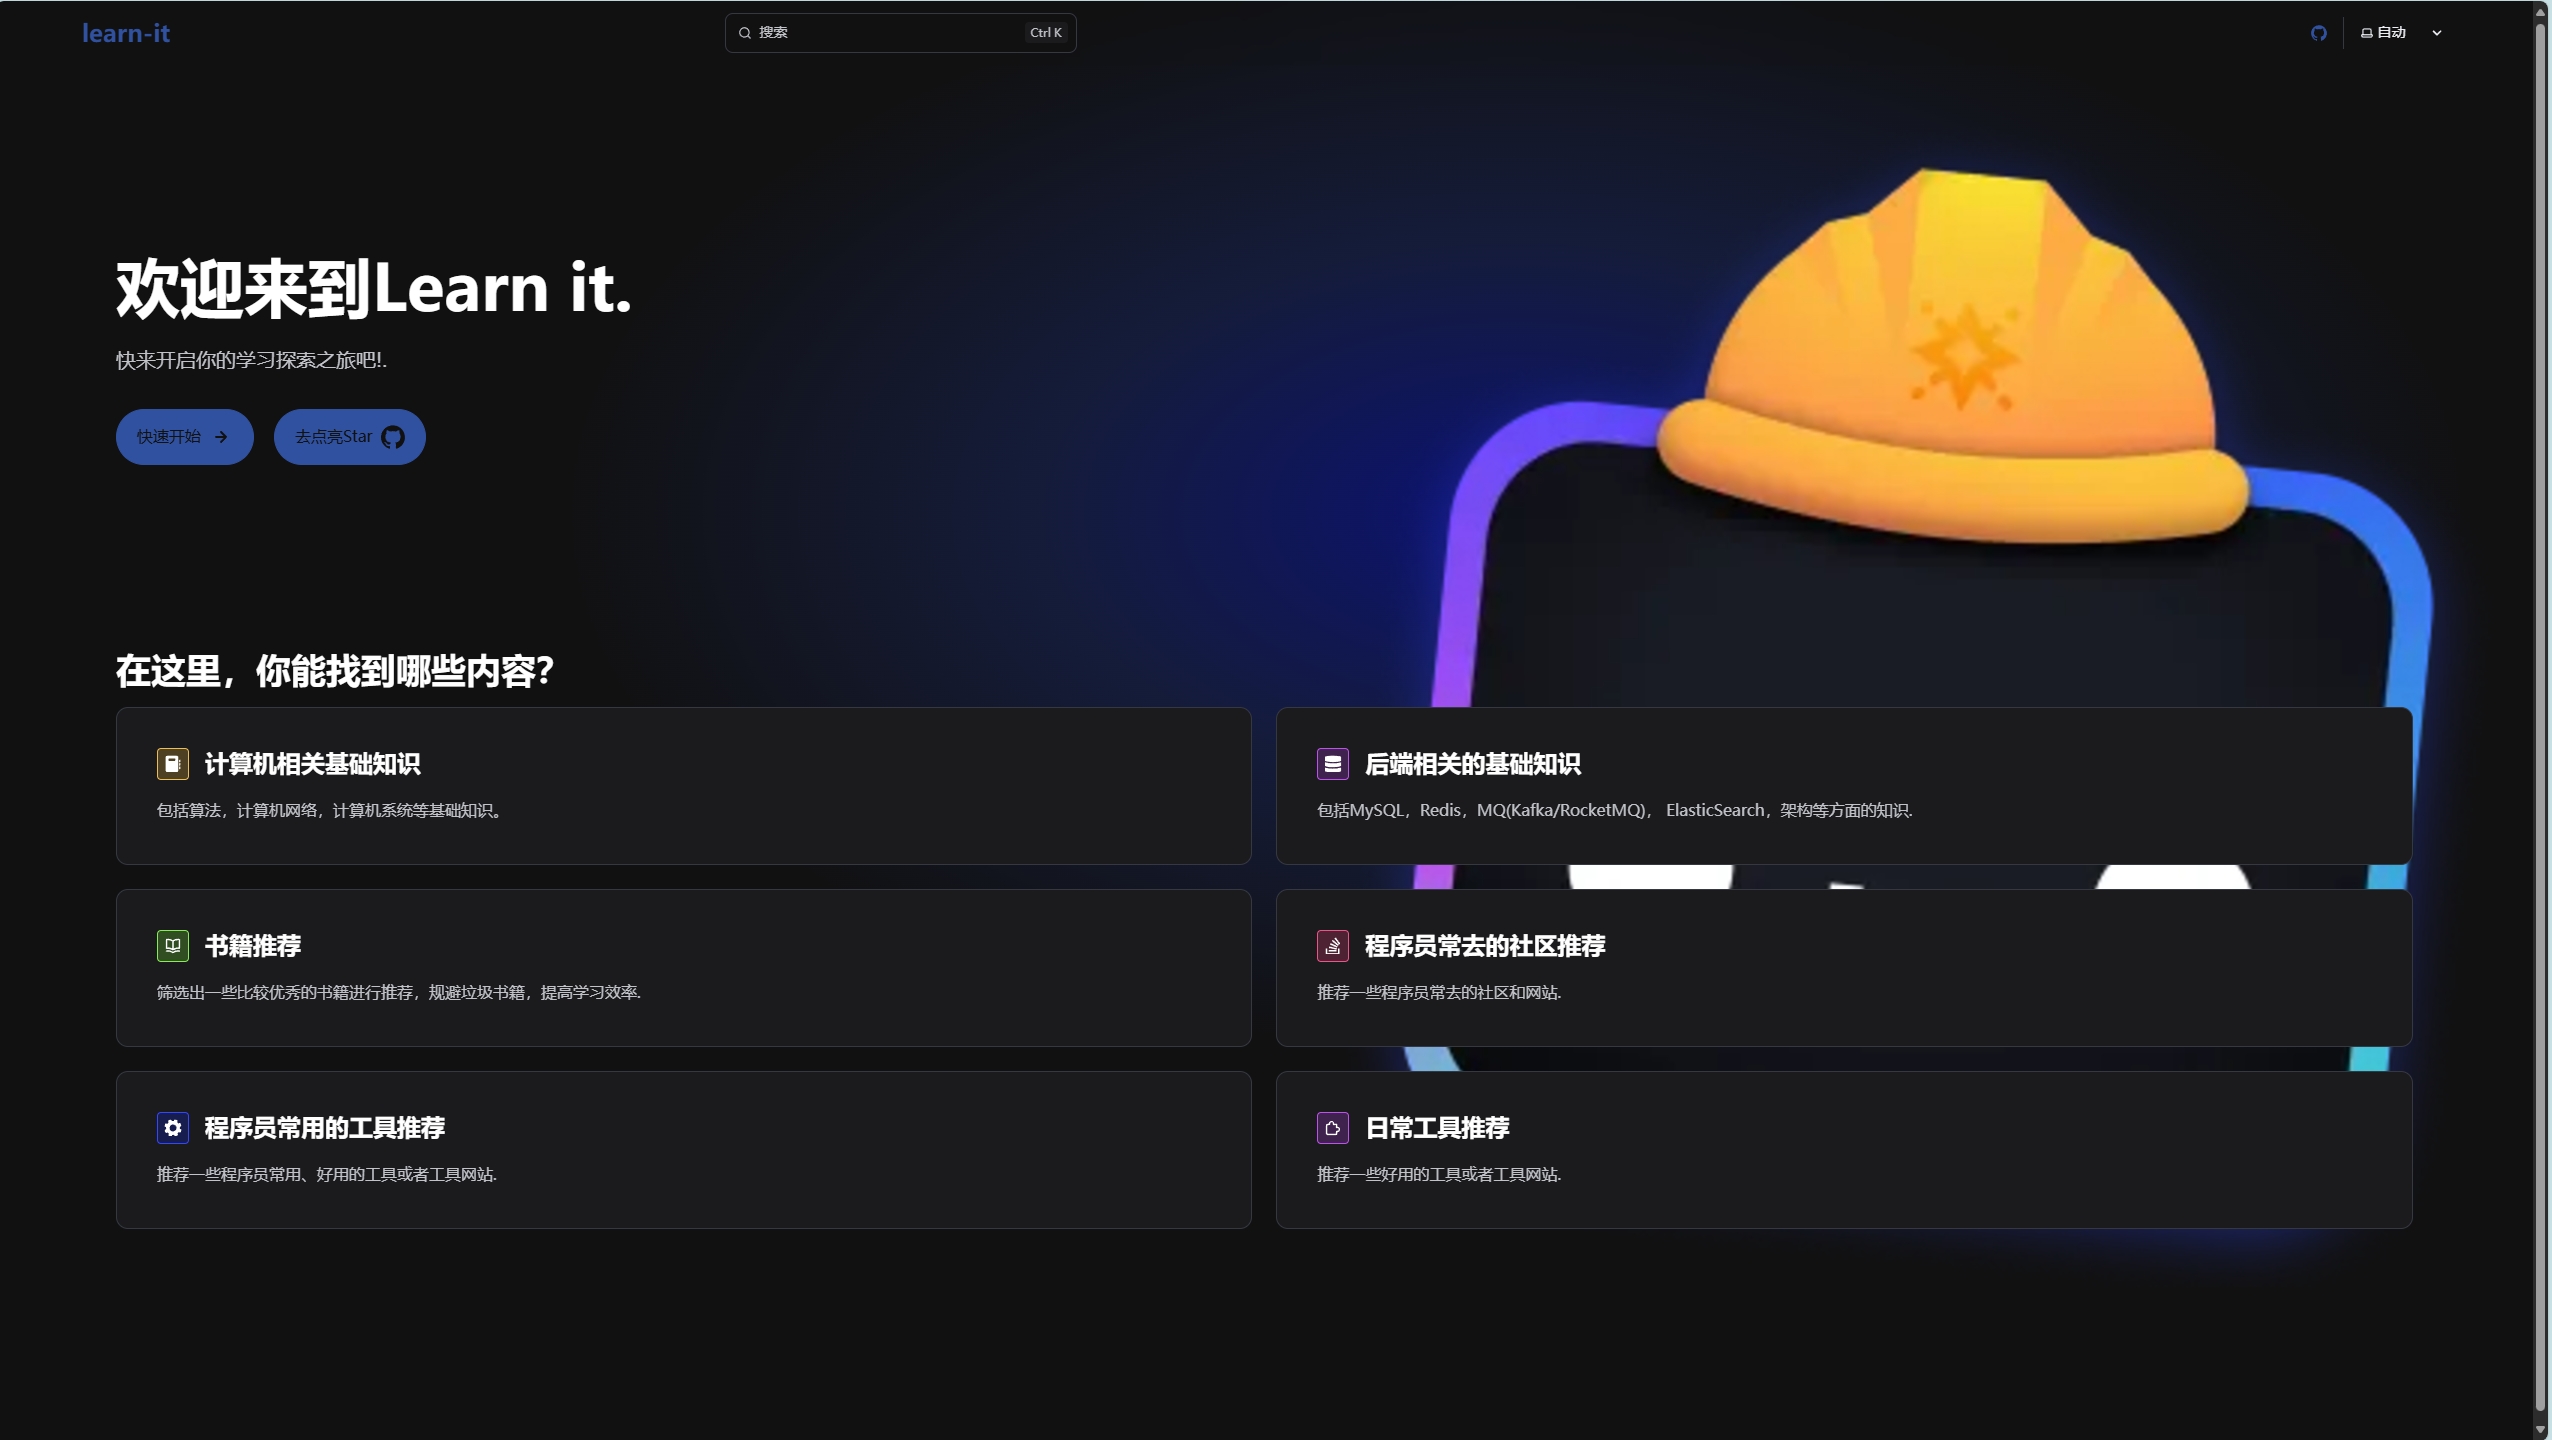 learn-it
搜索
Ctrl K
自动
欢迎来到Learn it.
快来开启你的学习探索之旅吧!.
快速开始
去点亮Star
在这里，你能找到哪些内容？
计算机相关基础知识
包括算法，计算机网络，计算机系统等基础知识。
后端相关的基础知识
包括MySQL，Redis，MQ(Kafka/RocketMQ)， ElasticSearch，架构等方面的知识.
书籍推荐
筛选出一些比较优秀的书籍进行推荐，规避垃圾书籍，提高学习效率.
程序员常去的社区推荐
推荐一些程序员常去的社区和网站.
程序员常用的工具推荐
推荐一些程序员常用、好用的工具或者工具网站.
日常工具推荐
推荐一些好用的工具或者工具网站.